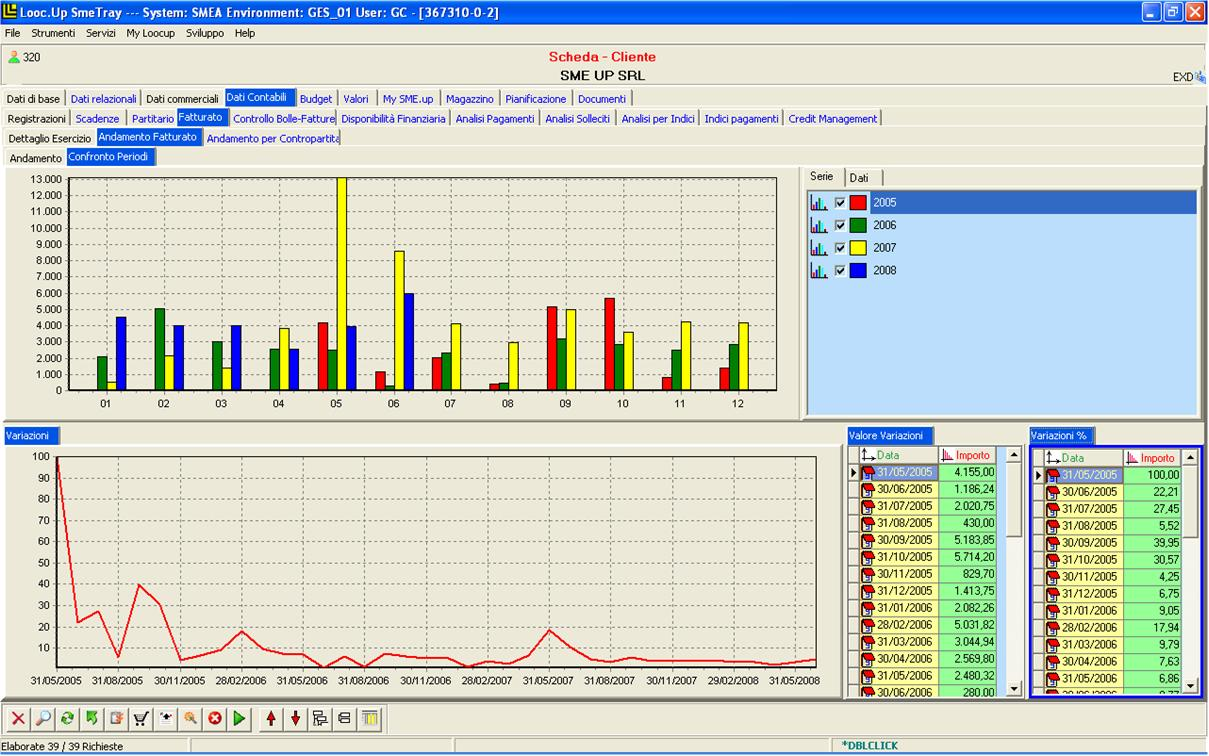 Looc.Up SmeTray --- System: SMEA Environment: GES_01 User: GC - [367310-0-2]
File Strumenti Servizi My Loocup Sviluppo Help
320
Scheda - Cliente
SME UP SRL
EXD
Dati di base Dati relazionali Dati commerciali Dati Contabili Budget Valori My SME.up Magazzino Pianificazione Documenti
Registrazioni Scadenze Partitario Fatturato Controllo Bolle-Fatture Disponibilità Finanziaria Analisi Pagamenti Analisi Solleciti Analisi per Indici Indici pagamenti Credit Management
Dettaglio Esercizio Andamento Fatturato Andamento per Contropartita
Andamento Confronto Periodi
13.000
12.000
11.000
10.000
9.000
8.000
7.000
6.000
5.000
4.000
3.000
2.000
1.000
0
01 02 03 04 05 06 07 08 09 10 11 12
Serie Dati
2005
2006
2007
2008
Variazioni
100
90
80
70
60
50
40
30
20
10
31/05/2005 31/08/2005 30/11/2005 28/02/2006 31/05/2006 31/08/2006 30/11/2006 28/02/2007 31/05/2007 31/08/2007 30/11/2007 29/02/2008 31/05/2008
Valore Variazioni
Data Importo
31/05/2005 4.155,00
30/06/2005 1.186,24
31/07/2005 2.020,75
31/08/2005 430,00
30/09/2005 5.183,85
31/10/2005 5.714,20
30/11/2005 829,70
31/12/2005 1.413,75
31/01/2006 2.082,26
28/02/2006 5.031,82
31/03/2006 3.044,94
30/04/2006 2.569,80
31/05/2006 2.480,32
30/06/2006 280,00
Variazioni %
Data Importo
31/05/2005 100,00
30/06/2005 22,21
31/07/2005 27,45
31/08/2005 5,52
30/09/2005 39,95
31/10/2005 30,57
30/11/2005 4,25
31/12/2005 6,75
31/01/2006 9,05
28/02/2006 17,94
31/03/2006 9,79
30/04/2006 7,63
31/05/2006 6,86
Elaborate 39 / 39 Richieste
*DBLCLICK